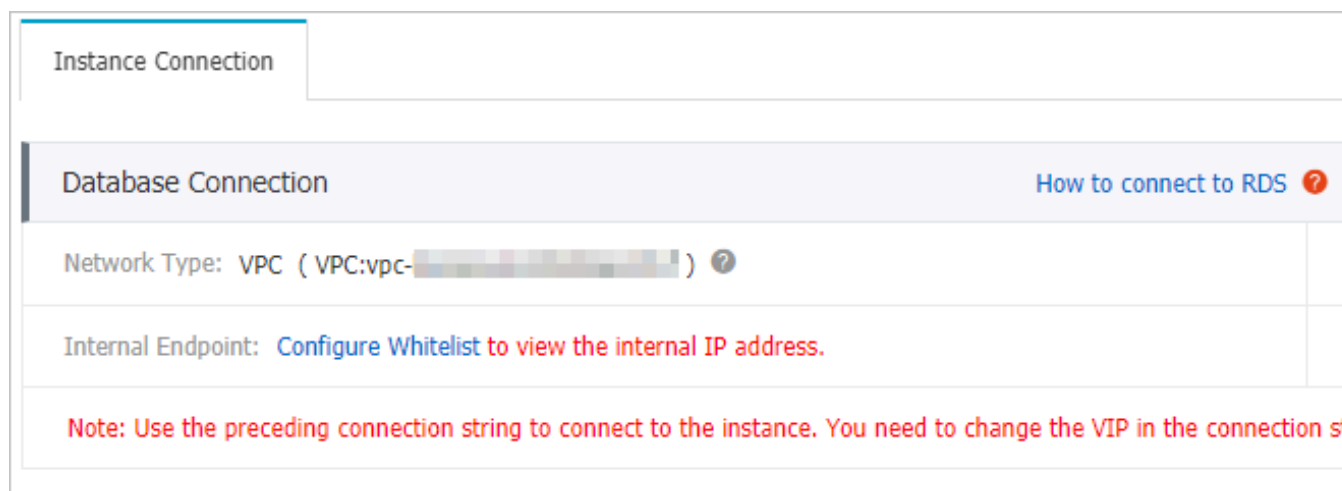 Instance Connection
Database Connection
How to connect to RDS ?
Network Type: VPC ( VPC:vpc- ) ?
Internal Endpoint: Configure Whitelist to view the internal IP address.
Note: Use the preceding connection string to connect to the instance. You need to change the VIP in the connection